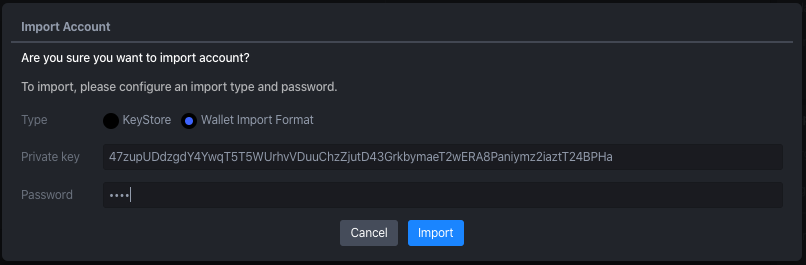 Import Account
Are you sure you want to import account?
To import, please configure an import type and password.
Type KeyStore Wallet Import Format
Private key 47zupUDdzgdY4YwqT5T5WUrhvVDuuChzZjutD43GrkbymaeT2wERA8Paniymz2iaztT24BPHa
Password ••••
Cancel Import